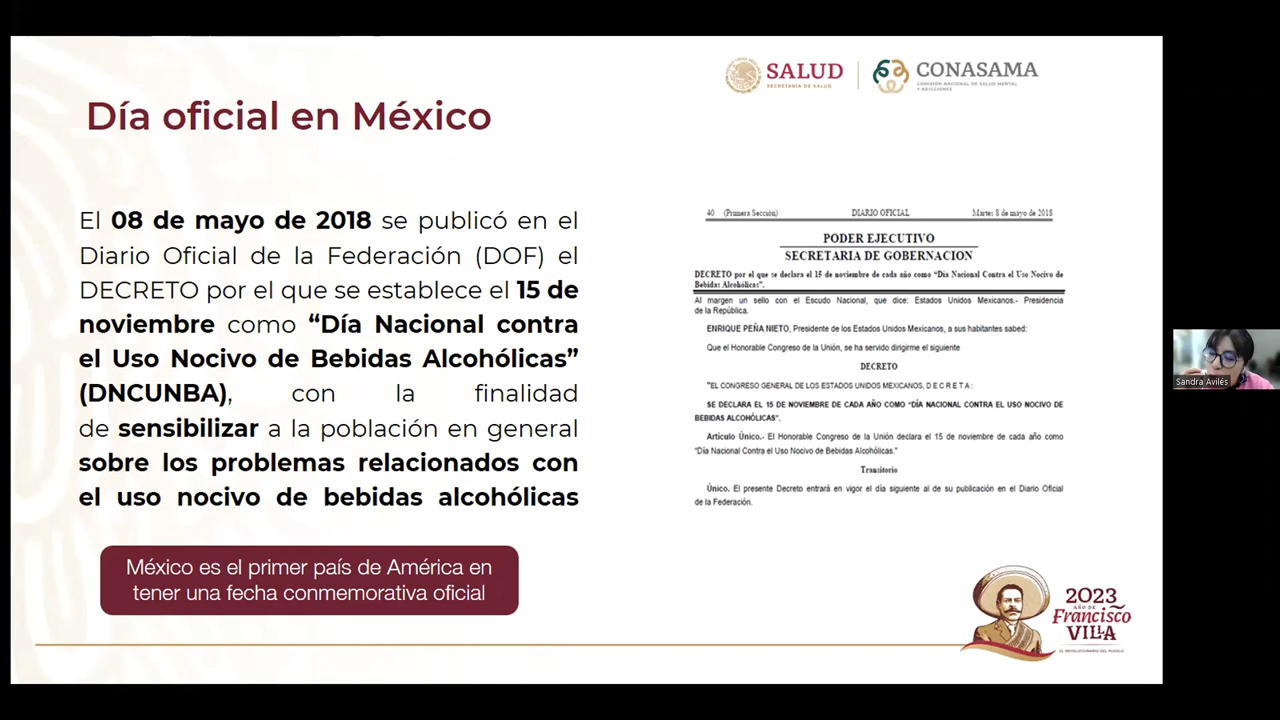 SALUD
SECRETARÍA DE SALUD
CONASAMA
COMISIÓN NACIONAL DE SALUD MENTAL
Y ADICCIONES
Día oficial en México
El 08 de mayo de 2018 se publicó en el
Diario Oficial de la Federación (DOF) el
DECRETO por el que se establece el 15 de
noviembre como “Día Nacional contra
el Uso Nocivo de Bebidas Alcohólicas”
(DNCUNBA), con la finalidad
de sensibilizar a la población en general
sobre los problemas relacionados con
el uso nocivo de bebidas alcohólicas
México es el primer país de América en
tener una fecha conmemorativa oficial
40 (Primera Sección) DIARIO OFICIAL Martes 8 de mayo de 2018
PODER EJECUTIVO
SECRETARIA DE GOBERNACION
DECRETO por el que se declara el 15 de noviembre de cada año como “Día Nacional Contra el Uso Nocivo de
Bebidas Alcohólicas”.
Al margen un sello con el Escudo Nacional, que dice: Estados Unidos Mexicanos.- Presidencia
de la República.
ENRIQUE PEÑA NIETO, Presidente de los Estados Unidos Mexicanos, a sus habitantes sabed:
Que el Honorable Congreso de la Unión, se ha servido dirigirme el siguiente
DECRETO
"EL CONGRESO GENERAL DE LOS ESTADOS UNIDOS MEXICANOS, D E C R E T A :
SE DECLARA EL 15 DE NOVIEMBRE DE CADA AÑO COMO “DÍA NACIONAL CONTRA EL USO NOCIVO DE
BEBIDAS ALCOHÓLICAS”.
Artículo Único.- El Honorable Congreso de la Unión declara el 15 de noviembre de cada año como
“Día Nacional Contra el Uso Nocivo de Bebidas Alcohólicas.”
Transitorio
Único. El presente Decreto entrará en vigor el día siguiente al de su publicación en el Diario Oficial
de la Federación.
2023
AÑO DE
Francisco
VILLA
EL REVOLUCIONARIO DEL PUEBLO
Sandra Avilés